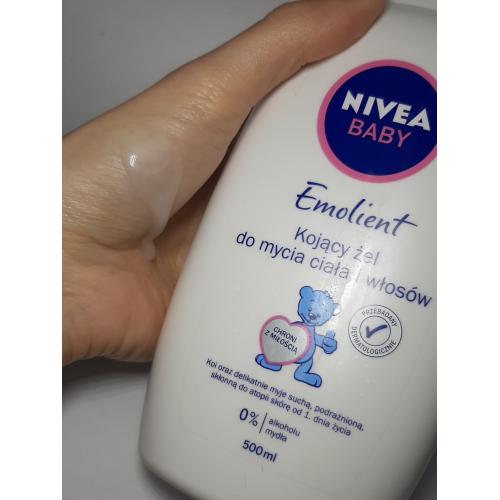 NIVEA
BABY
Emolient
Kojący żel
do mycia ciała i włosów
PRZEBADANY
DERMATOLOGICZNIE
CHRONI
Z MIŁOŚCIĄ
Koi oraz delikatnie myje suchą, podrażnioną,
skłonną do atopii skórę od 1. dnia życia
0% alkoholu
mydła
500ml